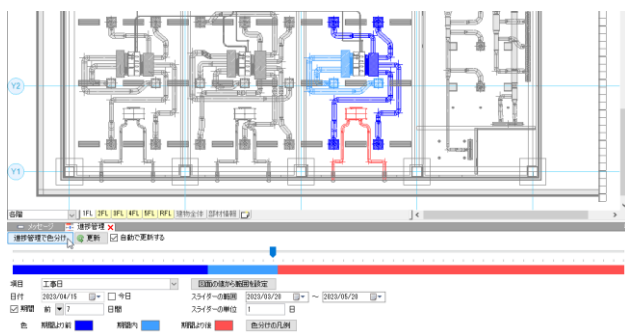 Y2
Y1
各階 1FL 2FL 3FL 4FL 5FL RFL 建物全体 部材情報
メッセージ 進捗管理
進捗管理で色分け 更新 自動で更新する
項目 工事日 図面の値から範囲を設定
日付 2023/04/15 今日 スライダーの範囲 2023/03/20 ~ 2023/05/20
期間 前 7 日間 スライダーの単位 1 日
色 期間より前 期間内 期間より後 色分けの凡例